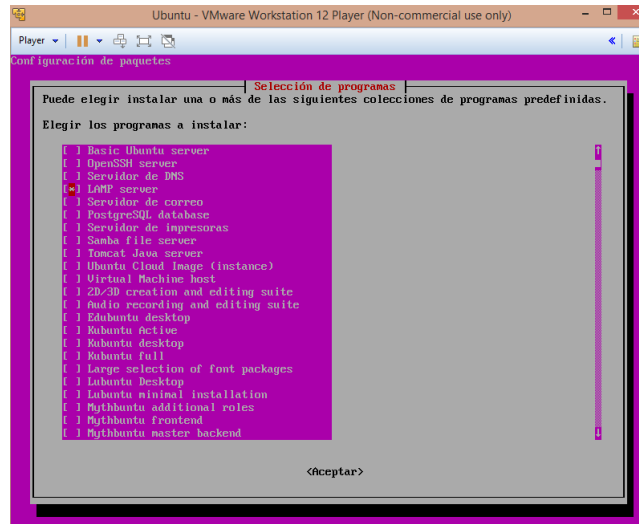 Ubuntu - VMware Workstation 12 Player (Non-commercial use only)
Player
Configuración de paquetes
Selección de programas
Puede elegir instalar una o más de las siguientes colecciones de programas predefinidas.
Elegir los programas a instalar:
[ ] Basic Ubuntu server
[ ] OpenSSH server
[ ] Servidor de DNS
[*] LAMP server
[ ] Servidor de correo
[ ] PostgreSQL database
[ ] Servidor de impresoras
[ ] Samba file server
[ ] Tomcat Java server
[ ] Ubuntu Cloud Image (instance)
[ ] Virtual Machine host
[ ] 2D/3D creation and editing suite
[ ] Audio recording and editing suite
[ ] Edubuntu desktop
[ ] Kubuntu Active
[ ] Kubuntu desktop
[ ] Kubuntu full
[ ] Large selection of font packages
[ ] Lubuntu Desktop
[ ] Lubuntu minimal installation
[ ] Mythbuntu additional roles
[ ] Mythbuntu frontend
[ ] Mythbuntu master backend
<Aceptar>